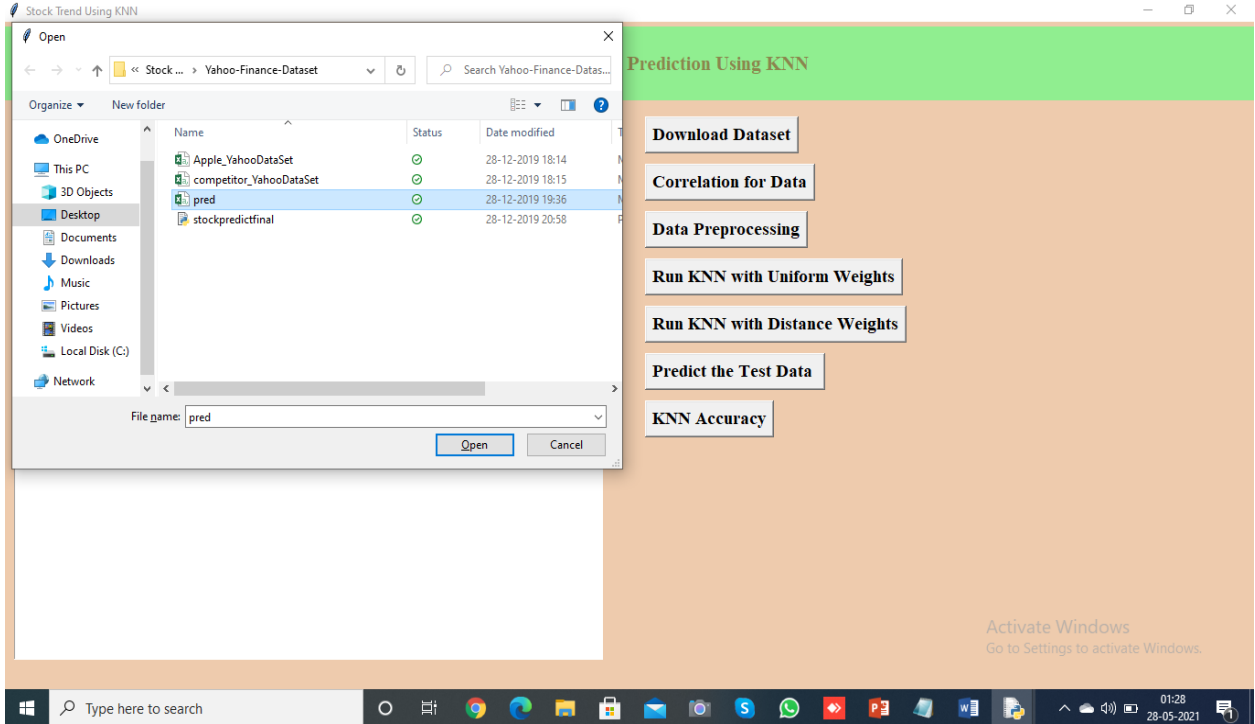 Stock Trend Using KNN
Open
« Stock ... › Yahoo-Finance-Dataset
Search Yahoo-Finance-Datas...
Prediction Using KNN
Organize
New folder
?
Name
Status
Date modified
OneDrive
This PC
3D Objects
Desktop
Documents
Downloads
Music
Pictures
Videos
Local Disk (C:)
Network
Apple_YahooDataSet
28-12-2019 18:14
competitor_YahooDataSet
28-12-2019 18:15
pred
28-12-2019 19:36
stockpredictfinal
28-12-2019 20:58
File name: pred
Open
Cancel
Download Dataset
Correlation for Data
Data Preprocessing
Run KNN with Uniform Weights
Run KNN with Distance Weights
Predict the Test Data
KNN Accuracy
Activate Windows
Go to Settings to activate Windows.
Type here to search
01:28
28-05-2021